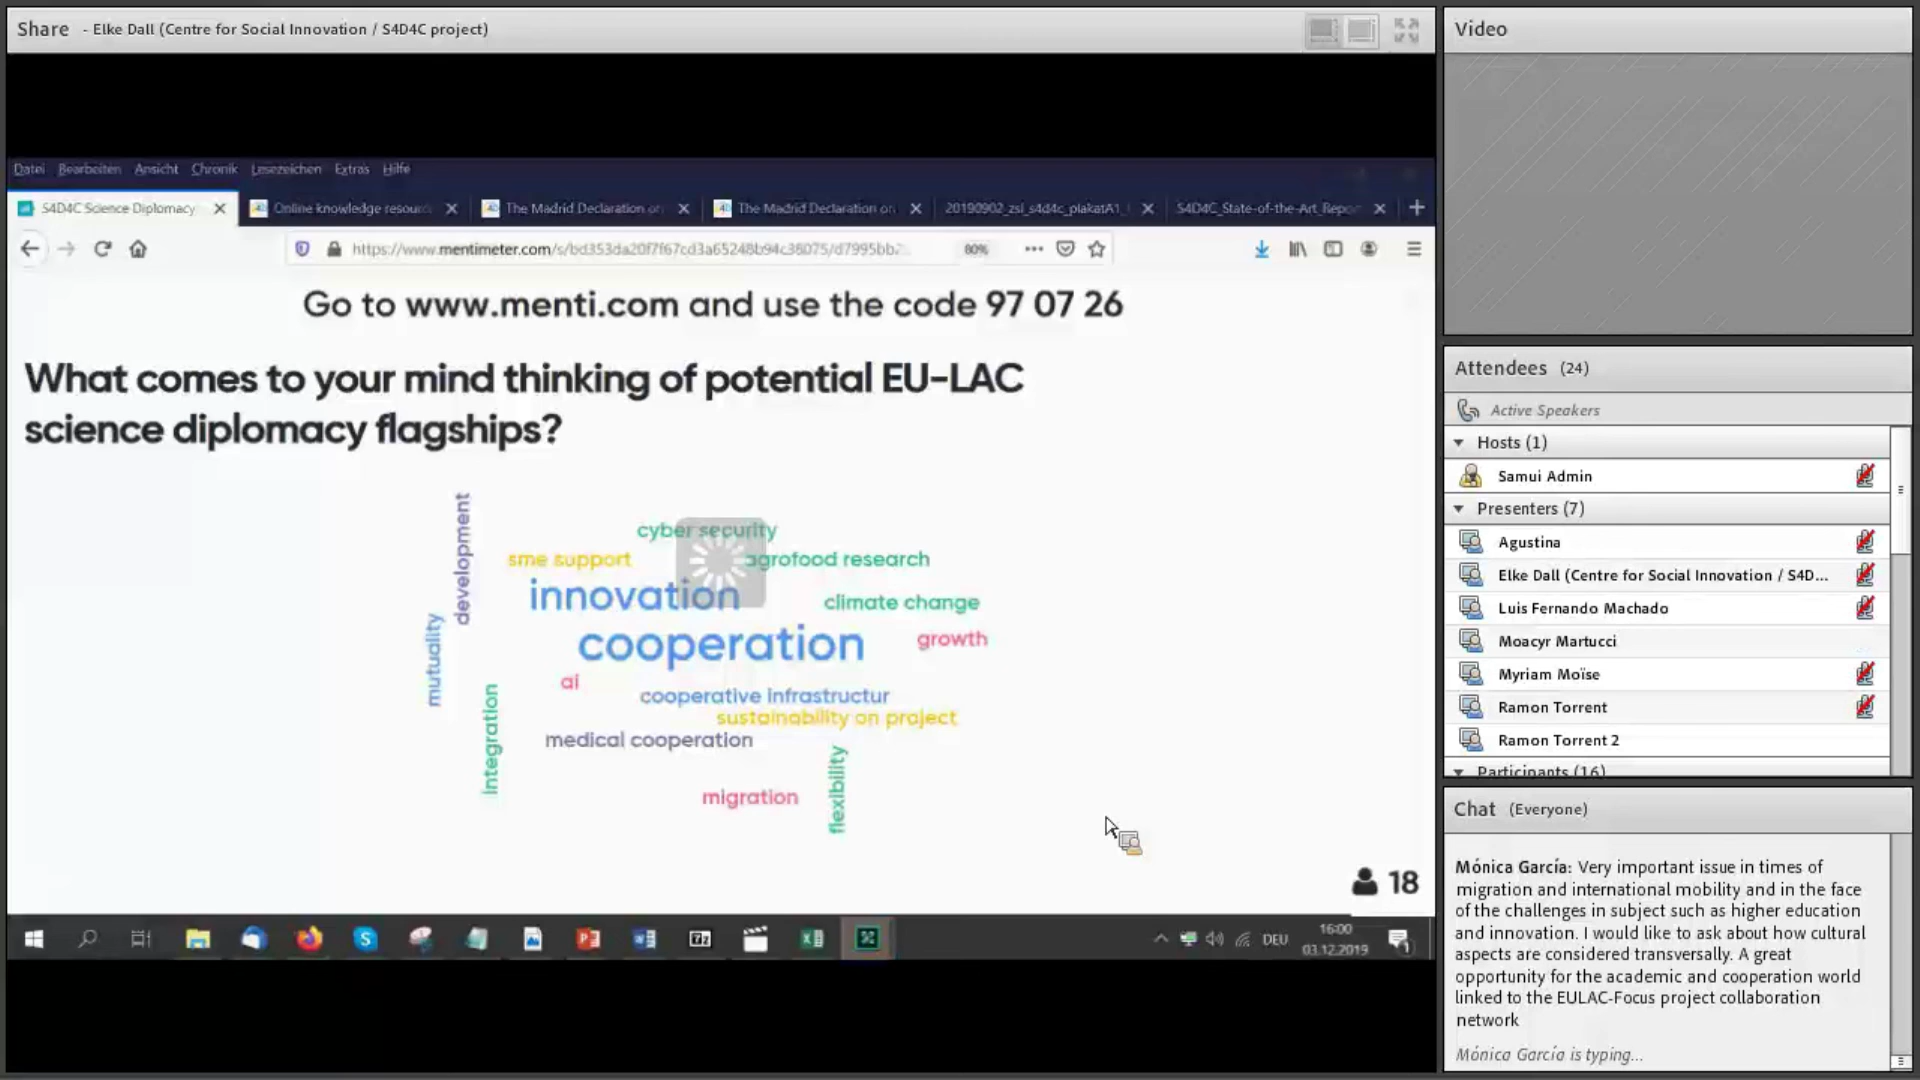 Share - Elke Dall (Centre for Social Innovation / S4D4C project)
Datei Bearbeiten Ansicht Chronik Lesezeichen Extras Hilfe
S4D4C Science Diplomacy
Online knowledge resourc
The Madrid Declaration on
The Madrid Declaration on
20190902_zsi_s4d4c_plakatA1_
S4D4C_State-of-the-Art_Repo
80%
Go to www.menti.com and use the code 97 07 26
What comes to your mind thinking of potential EU-LAC
science diplomacy flagships?
development
cyber security
sme support
agrofood research
innovation
climate change
mutuality
cooperation
growth
ai
cooperative infrastructur
integration
sustainability on project
medical cooperation
flexibility
migration
18
DEU
16:00
03.12.2019
Video
Attendees (24)
Active Speakers
Hosts (1)
Samui Admin
Presenters (7)
Agustina
Elke Dall (Centre for Social Innovation / S4D...
Luis Fernando Machado
Moacyr Martucci
Myriam Moïse
Ramon Torrent
Ramon Torrent 2
Participants (16)
Chat (Everyone)
Mónica García: Very important issue in times of
migration and international mobility and in the face
of the challenges in subject such as higher education
and innovation. I would like to ask about how cultural
aspects are considered transversally. A great
opportunity for the academic and cooperation world
linked to the EULAC-Focus project collaboration
network
Mónica García is typing...